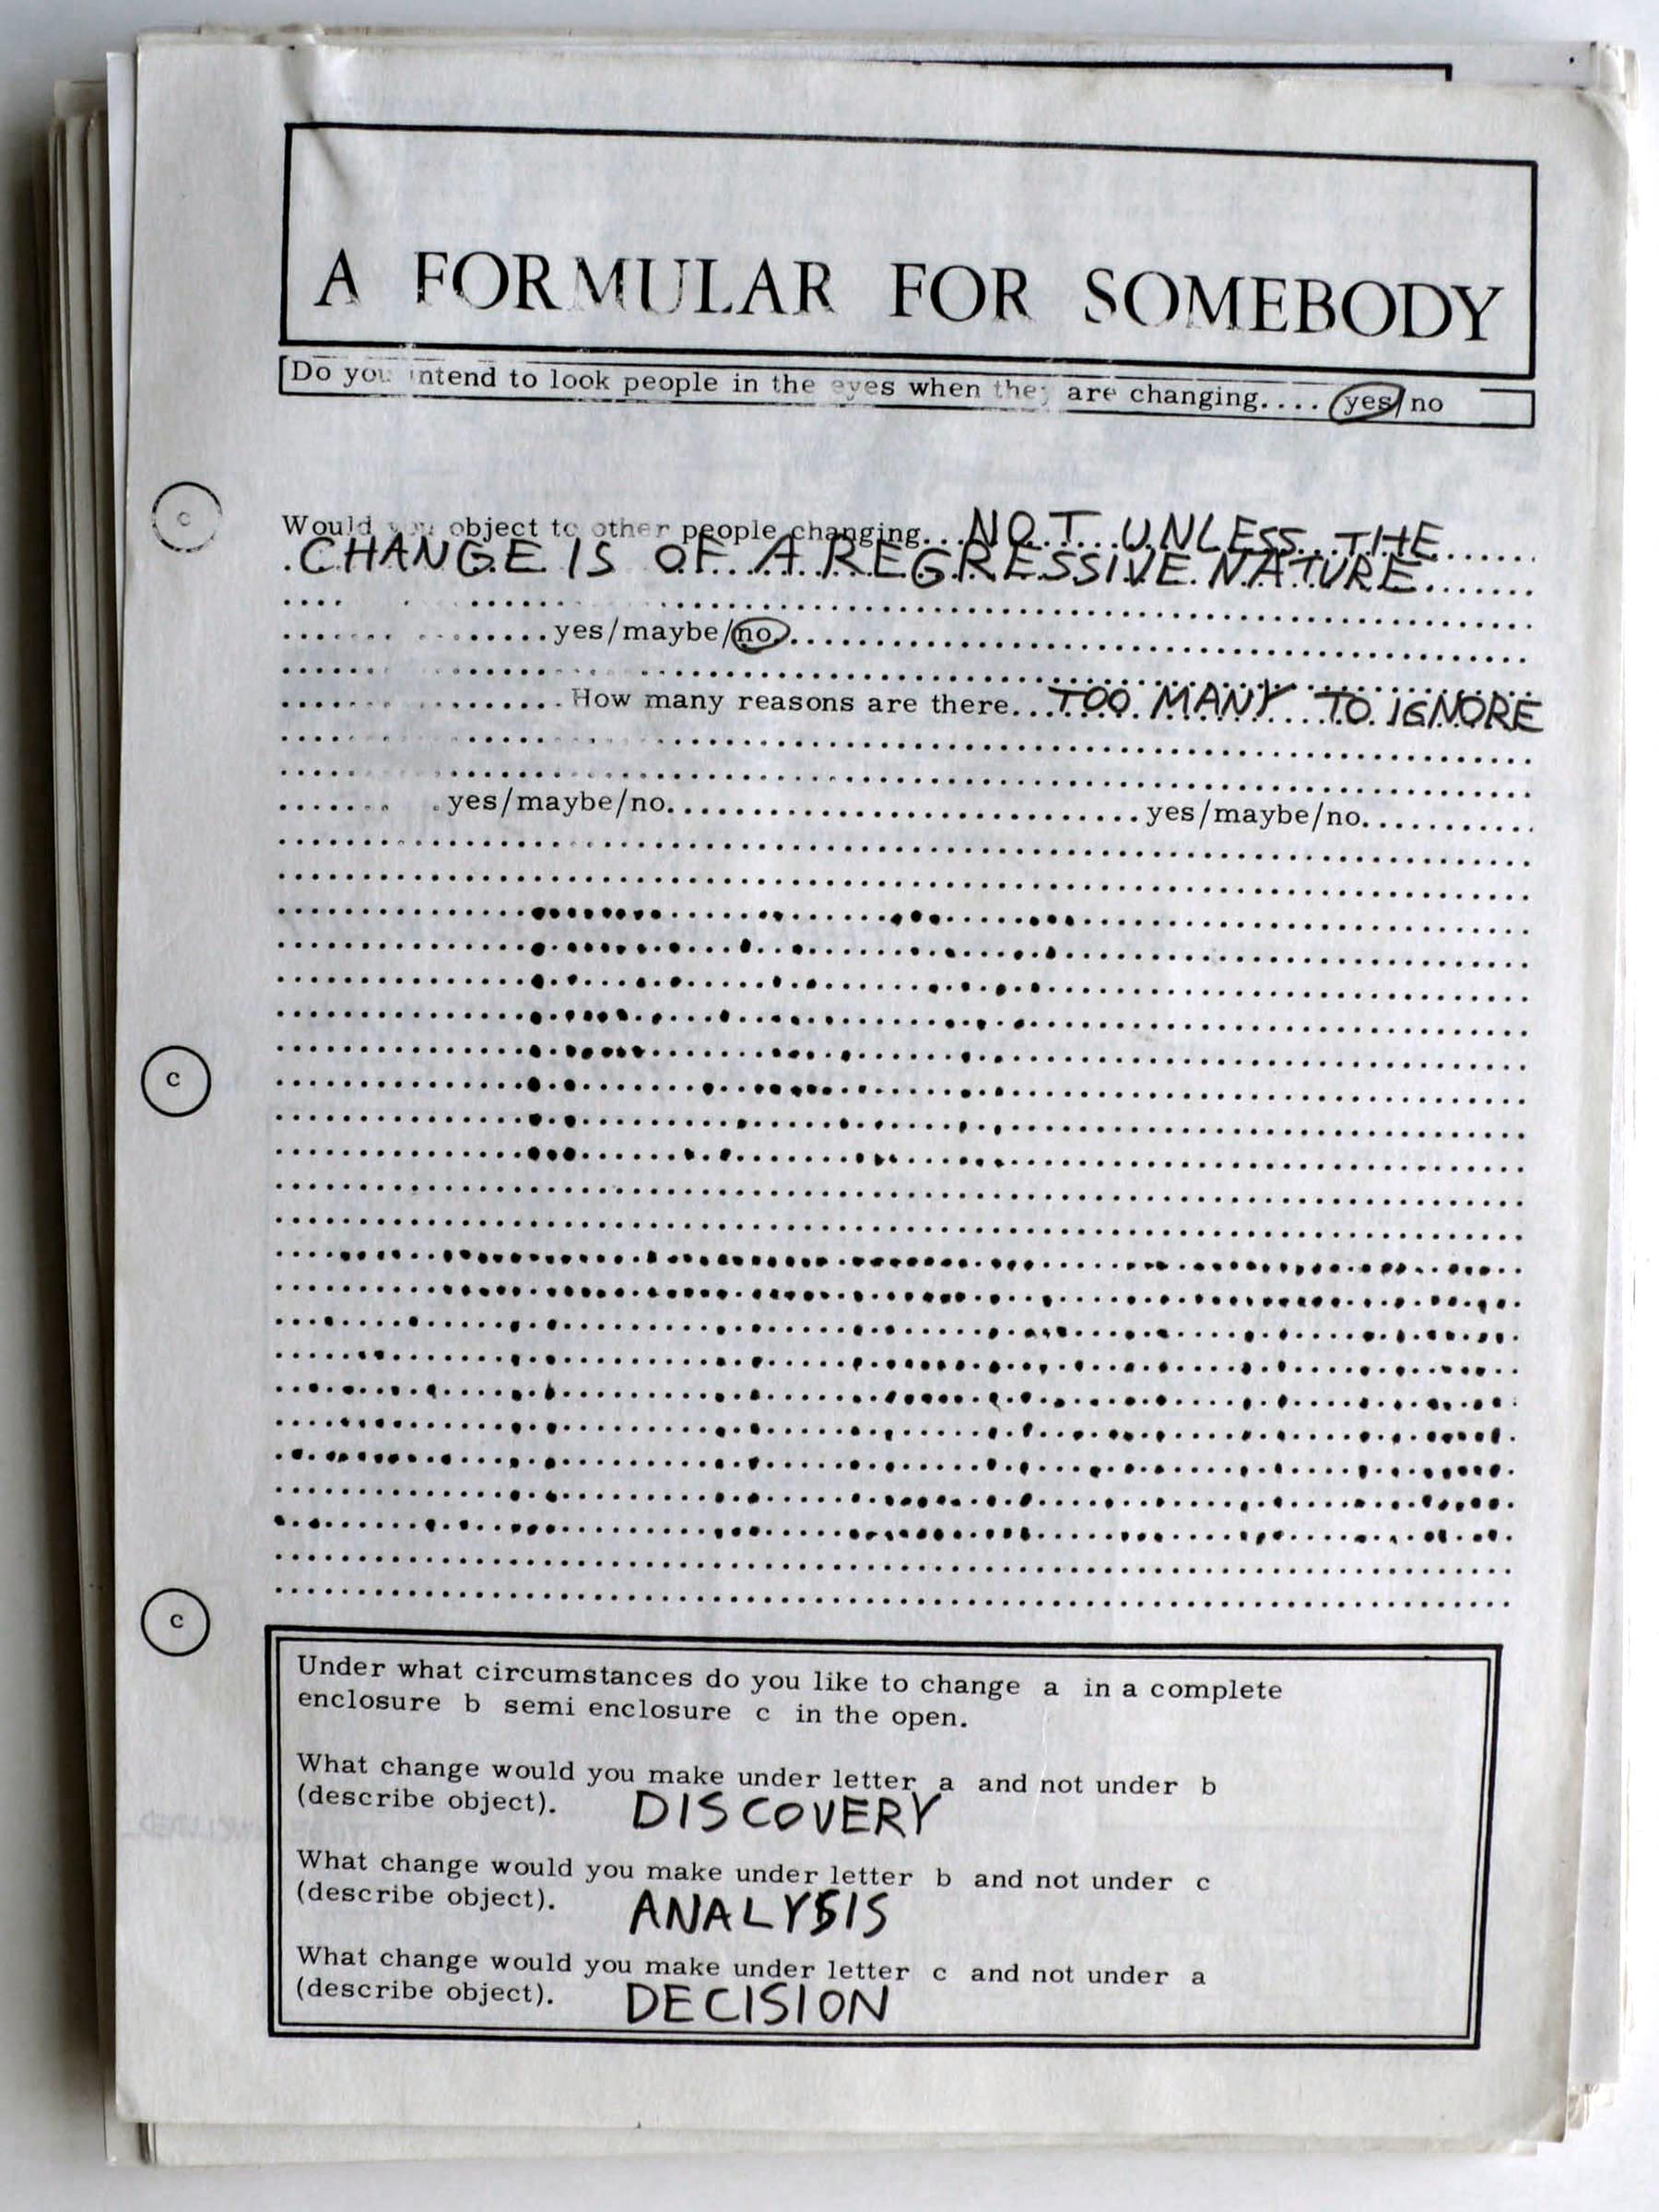 A FORMULAR FOR SOMEBODY
Do you intend to look people in the eyes when they are changing.... yes/no
c
Would you object to other people changing... NOT UNLESS THE
CHANGE IS OF A REGRESSIVE NATURE
yes/maybe/no
How many reasons are there... TOO MANY TO IGNORE
yes/maybe/no yes/maybe/no
c
c
Under what circumstances do you like to change a in a complete
enclosure b semi enclosure c in the open.
What change would you make under letter a and not under b
(describe object). DISCOVERY
What change would you make under letter b and not under c
(describe object). ANALYSIS
What change would you make under letter c and not under a
(describe object). DECISION